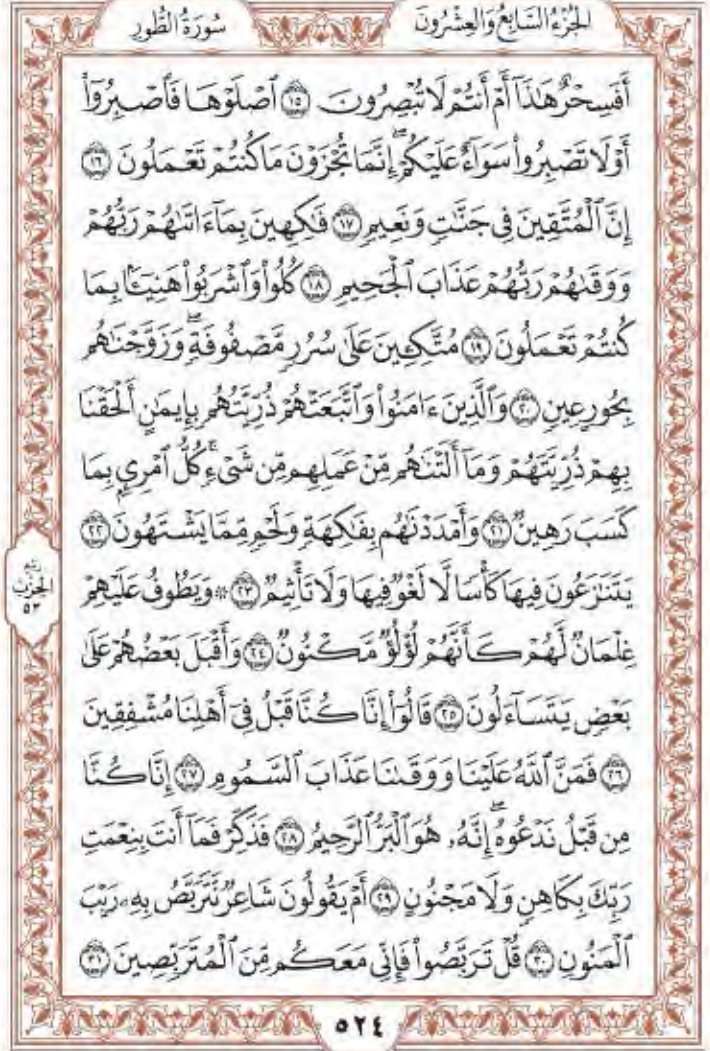 الجُزْءُ السَّابِعُ وَالعِشْرُونَ
سُورَةُ الطُّورِ
أَفَسِحْرٌ هَٰذَآ أَمْ أَنتُمْ لَا تُبْصِرُونَ ١٥ ٱصْلَوْهَا فَٱصْبِرُوٓاْ
أَوْ لَا تَصْبِرُواْ سَوَآءٌ عَلَيْكُمْۖ إِنَّمَا تُجْزَوْنَ مَا كُنتُمْ تَعْمَلُونَ ١٦
إِنَّ ٱلْمُتَّقِينَ فِي جَنَّٰتٍ وَنَعِيمٍ ١٧ فَٰكِهِينَ بِمَآ ءَاتَىٰهُمْ رَبُّهُمْ
وَوَقَىٰهُمْ رَبُّهُمْ عَذَابَ ٱلْجَحِيمِ ١٨ كُلُواْ وَٱشْرَبُواْ هَنِيٓـَٔۢا بِمَا
كُنتُمْ تَعْمَلُونَ ١٩ مُتَّكِـِٔينَ عَلَىٰ سُرُرٍ مَّصْفُوفَةٍۖ وَزَوَّجْنَٰهُم
بِحُورٍ عِينٍ ٢٠ وَٱلَّذِينَ ءَامَنُواْ وَٱتَّبَعَتْهُمْ ذُرِّيَّتُهُم بِإِيمَٰنٍ أَلْحَقْنَا
بِهِمْ ذُرِّيَّتَهُمْ وَمَآ أَلَتْنَٰهُم مِّنْ عَمَلِهِم مِّن شَيْءٍۚ كُلُّ ٱمْرِيِٕۭ بِمَا
كَسَبَ رَهِينٌ ٢١ وَأَمْدَدْنَٰهُم بِفَٰكِهَةٍ وَلَحْمٍ مِّمَّا يَشْتَهُونَ ٢٢
يَتَنَٰزَعُونَ فِيهَا كَأْسًا لَّا لَغْوٌ فِيهَا وَلَا تَأْثِيمٌ ٢٣ ۞ وَيَطُوفُ عَلَيْهِمْ
غِلْمَانٌ لَّهُمْ كَأَنَّهُمْ لُؤْلُؤٌ مَّكْنُونٌ ٢٤ وَأَقْبَلَ بَعْضُهُمْ عَلَىٰ
بَعْضٍ يَتَسَآءَلُونَ ٢٥ قَالُوٓاْ إِنَّا كُنَّا قَبْلُ فِيٓ أَهْلِنَا مُشْفِقِينَ
٢٦ فَمَنَّ ٱللَّهُ عَلَيْنَا وَوَقَىٰنَا عَذَابَ ٱلسَّمُومِ ٢٧ إِنَّا كُنَّا
مِن قَبْلُ نَدْعُوهُۖ إِنَّهُۥ هُوَ ٱلْبَرُّ ٱلرَّحِيمُ ٢٨ فَذَكِّرْ فَمَآ أَنتَ بِنِعْمَتِ
رَبِّكَ بِكَاهِنٍ وَلَا مَجْنُونٍ ٢٩ أَمْ يَقُولُونَ شَاعِرٌ نَّتَرَبَّصُ بِهِۦ رَيْبَ
ٱلْمَنُونِ ٣٠ قُلْ تَرَبَّصُواْ فَإِنِّي مَعَكُم مِّنَ ٱلْمُتَرَبِّصِينَ ٣١
رُبع
الحِزْب
٥٣
٥٢٤